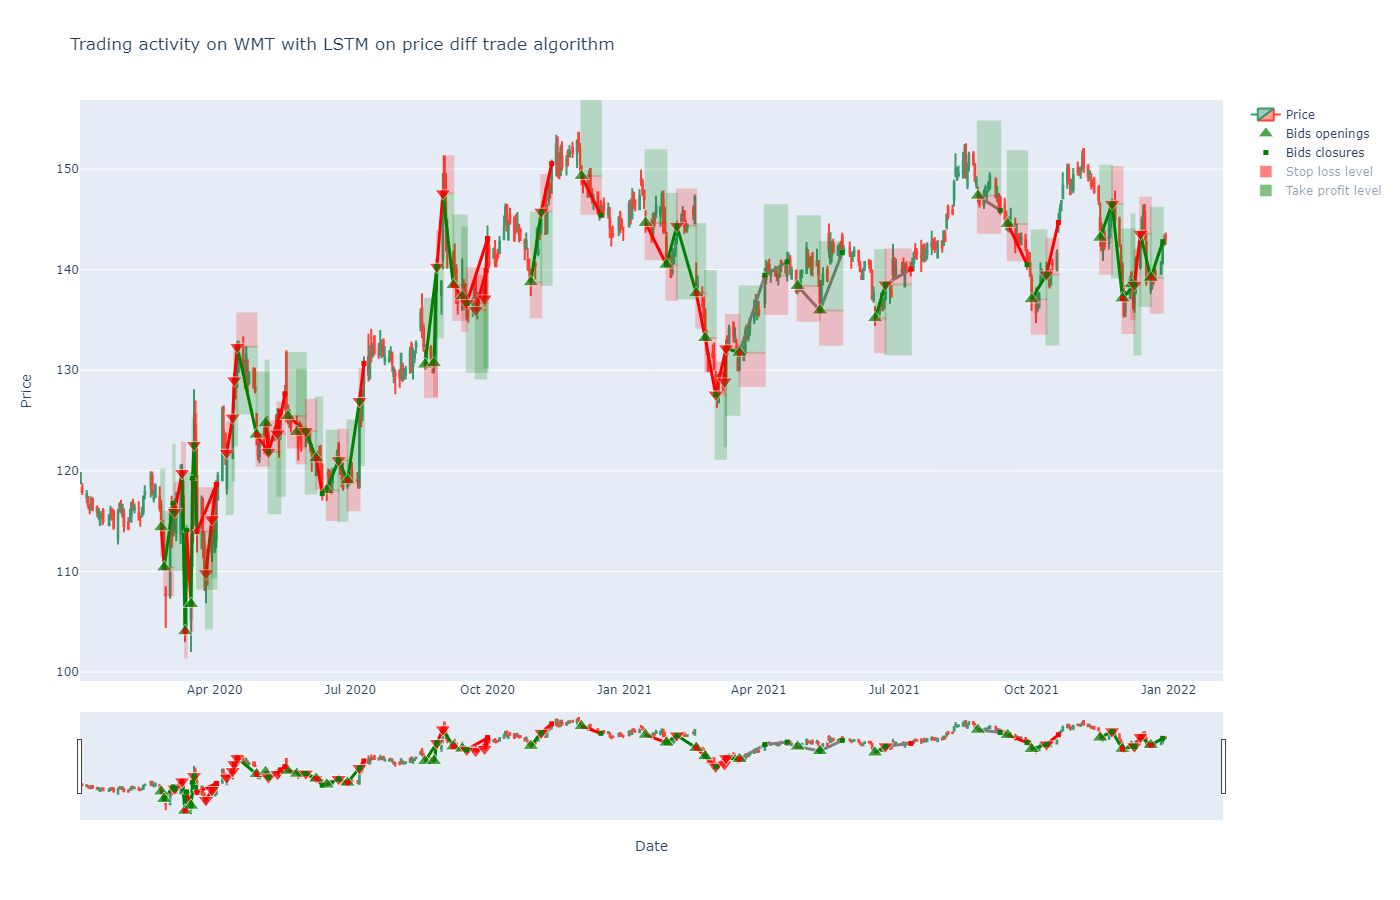 Trading activity on WMT with LSTM on price diff trade algorithm
Price
Bids openings
Bids closures
Stop loss level
Take profit level
150
140
130
120
110
100
Price
Apr 2020
Jul 2020
Oct 2020
Jan 2021
Apr 2021
Jul 2021
Oct 2021
Jan 2022
Date